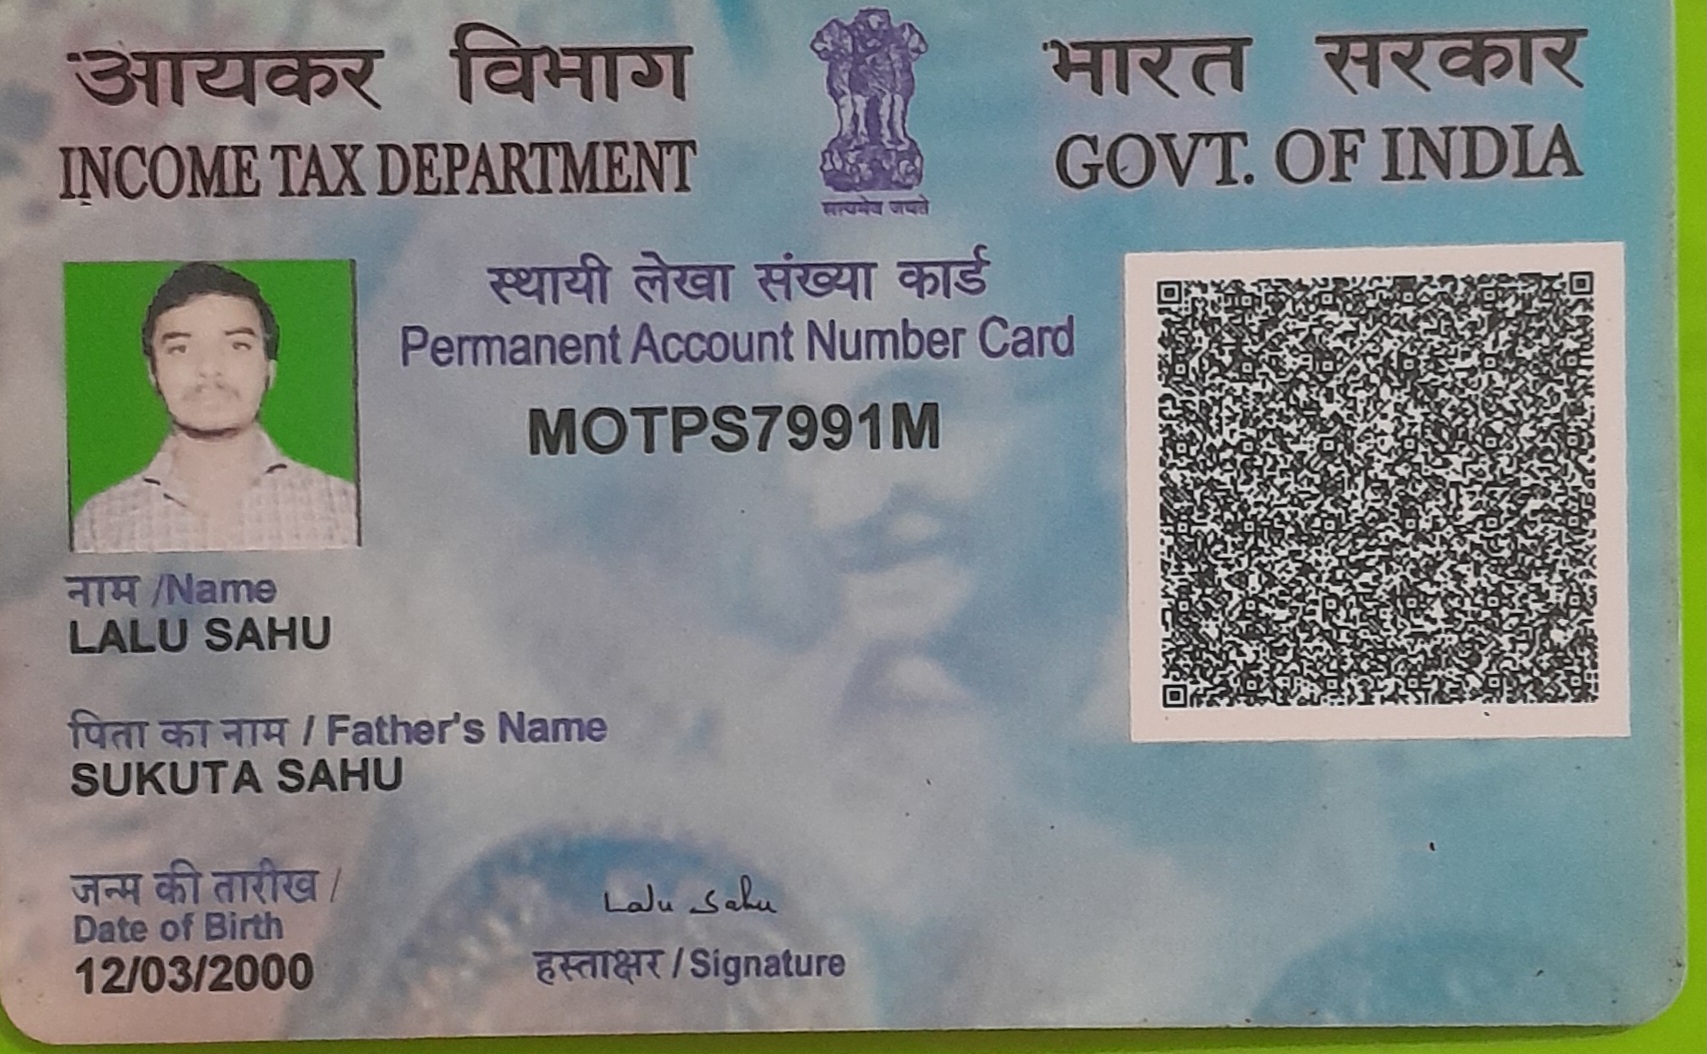 आयकर विभाग
INCOME TAX DEPARTMENT
सत्यमेव जयते
भारत सरकार
GOVT. OF INDIA
स्थायी लेखा संख्या कार्ड
Permanent Account Number Card
MOTPS7991M
नाम /Name
LALU SAHU
पिता का नाम / Father's Name
SUKUTA SAHU
जन्म की तारीख /
Date of Birth
12/03/2000
Lalu Sahu
हस्ताक्षर / Signature